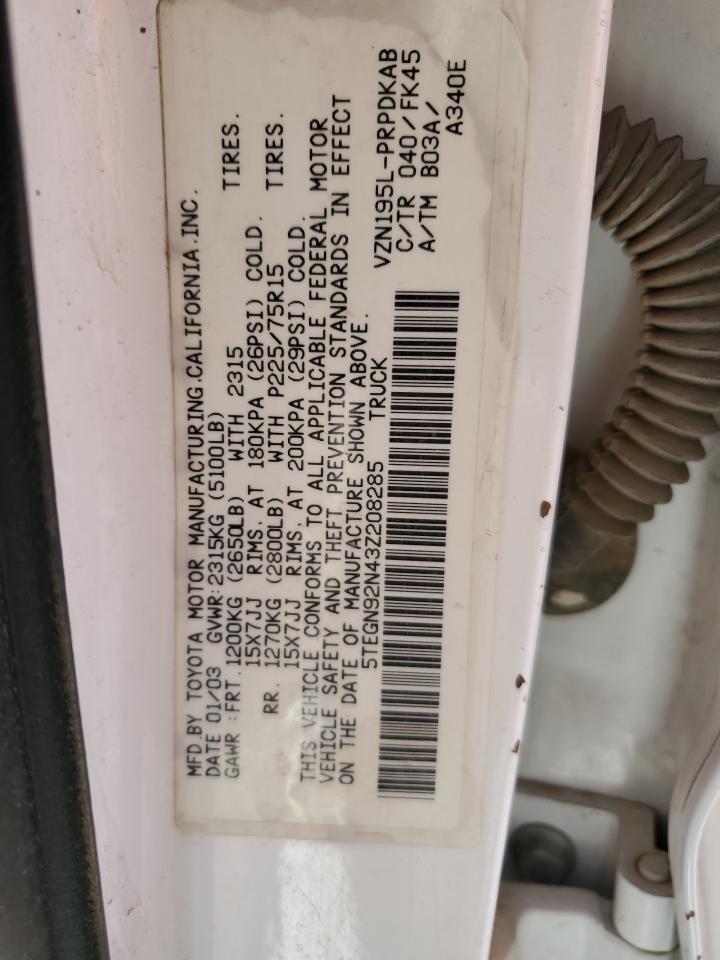 MFD.BY TOYOTA MOTOR MANUFACTURING.CALIFORNIA.INC.
DATE 01/03 GVWR:2315KG (5100LB)
GAWR :FRT.1200KG (2650LB) WITH 2315 TIRES.
15X7JJ RIMS. AT 180KPA (26PSI) COLD.
RR. 1270KG (2800LB) WITH P225/75R15 TIRES.
15X7JJ RIMS. AT 200KPA (29PSI) COLD.
THIS VEHICLE CONFORMS TO ALL APPLICABLE FEDERAL MOTOR
VEHICLE SAFETY AND THEFT PREVENTION STANDARDS IN EFFECT
ON THE DATE OF MANUFACTURE SHOWN ABOVE.
5TEGN92N43Z208285 TRUCK
VZN195L-PRPDKAB
C/TR 040/FK45
A/TM B03A/
A340E